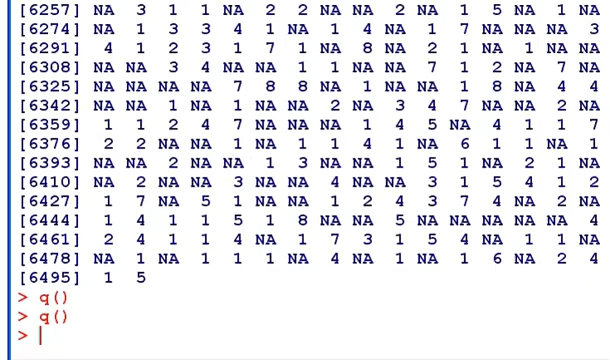 [6257] NA 3 1 1 NA 2 2 NA NA 2 NA 1 5 NA 1 NA
[6274] NA 1 3 3 4 1 NA 1 4 NA 1 7 NA NA NA 3
[6291] 4 1 2 3 1 7 1 NA 8 NA 2 1 NA 1 NA NA
[6308] NA NA 3 4 NA NA 1 1 NA NA 7 1 2 NA 7 NA
[6325] NA NA NA NA 7 8 8 NA 1 NA NA 1 8 NA 4 4
[6342] NA NA 1 NA 1 NA NA 2 NA 3 4 7 NA NA 2 NA
[6359] 1 1 2 4 7 NA NA NA 1 4 5 NA 4 1 1 7
[6376] 2 2 NA NA 1 NA 1 1 4 1 NA 6 1 1 NA 1
[6393] NA NA 2 NA NA 1 3 NA NA 1 5 1 NA 2 1 NA
[6410] NA 2 NA NA 3 NA NA 4 NA NA 3 1 5 4 1 2
[6427] 1 7 NA 5 1 NA NA 1 2 4 3 7 4 NA 2 NA
[6444] 1 4 1 1 5 1 8 NA NA 5 NA NA NA NA NA 4
[6461] 2 4 1 1 4 NA 1 7 3 1 5 4 NA 1 1 NA
[6478] NA 1 NA 1 1 1 NA 4 NA 1 NA 1 6 NA 2 4
[6495] 1 5
> q()
> q()
>